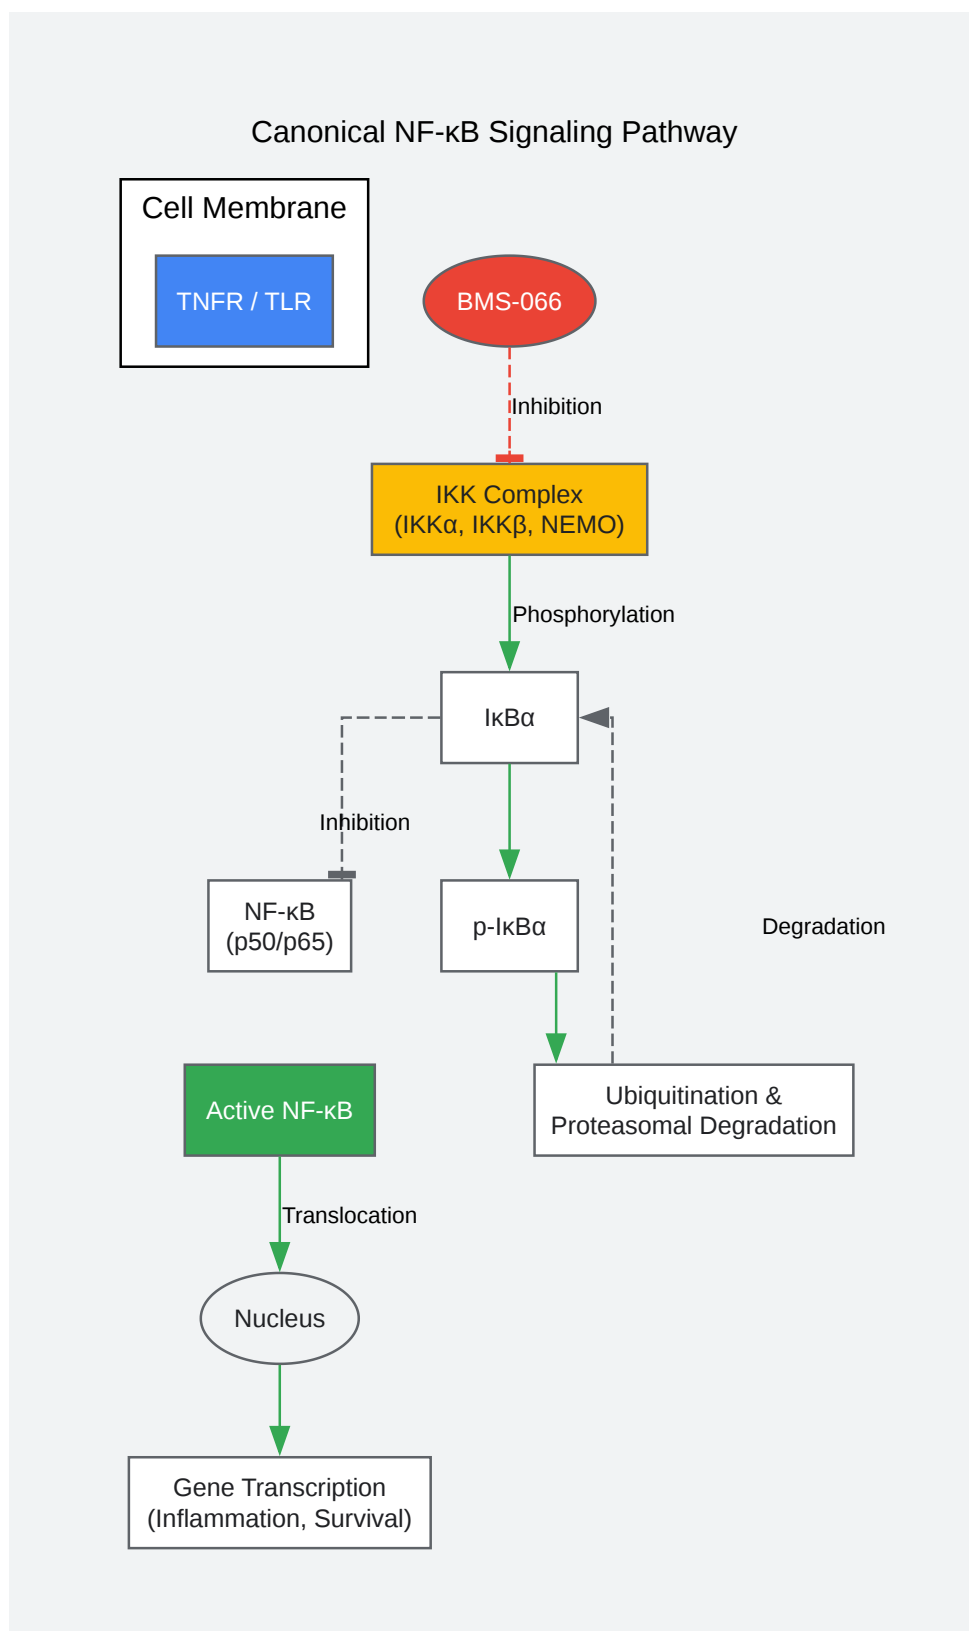 Canonical NF-κB Signaling Pathway
Cell Membrane
TNFR / TLR
BMS-066
Inhibition
IKK Complex
(IKKα, IKKβ, NEMO)
Phosphorylation
IκBα
Inhibition
NF-κB
(p50/p65)
p-IκBα
Degradation
Active NF-κB
Ubiquitination &
Proteasomal Degradation
Translocation
Nucleus
Gene Transcription
(Inflammation, Survival)